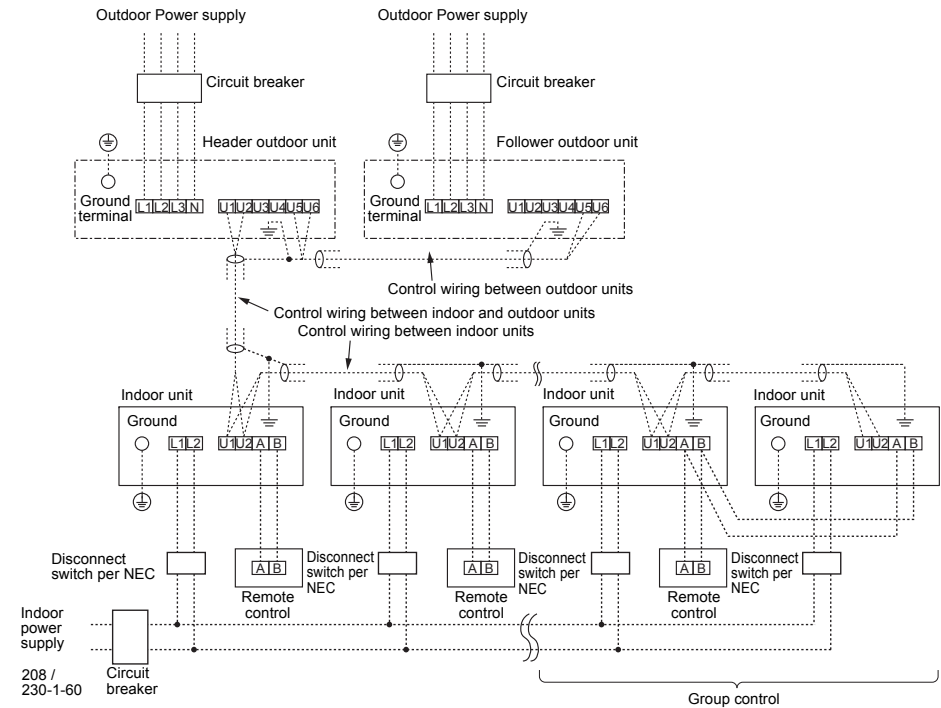 Outdoor Power supply
Outdoor Power supply
Circuit breaker
Circuit breaker
Header outdoor unit
Follower outdoor unit
Ground
terminal
L1 L2 L3 N
U1 U2 U3 U4 U5 U6
Ground
terminal
L1 L2 L3 N
U1 U2 U3 U4 U5 U6
Control wiring between outdoor units
Control wiring between indoor and outdoor units
Control wiring between indoor units
Indoor unit
Indoor unit
Indoor unit
Indoor unit
Ground
L1 L2
U1 U2 A B
Ground
L1 L2
U1 U2 A B
Ground
L1 L2
U1 U2 A B
Ground
L1 L2
U1 U2 A B
Disconnect
switch per NEC
A B
Remote
control
Disconnect
switch per
NEC
A B
Remote
control
Disconnect
switch per
NEC
A B
Remote
control
Disconnect
switch per
NEC
Indoor
power
supply
208 /
230-1-60
Circuit
breaker
Group control